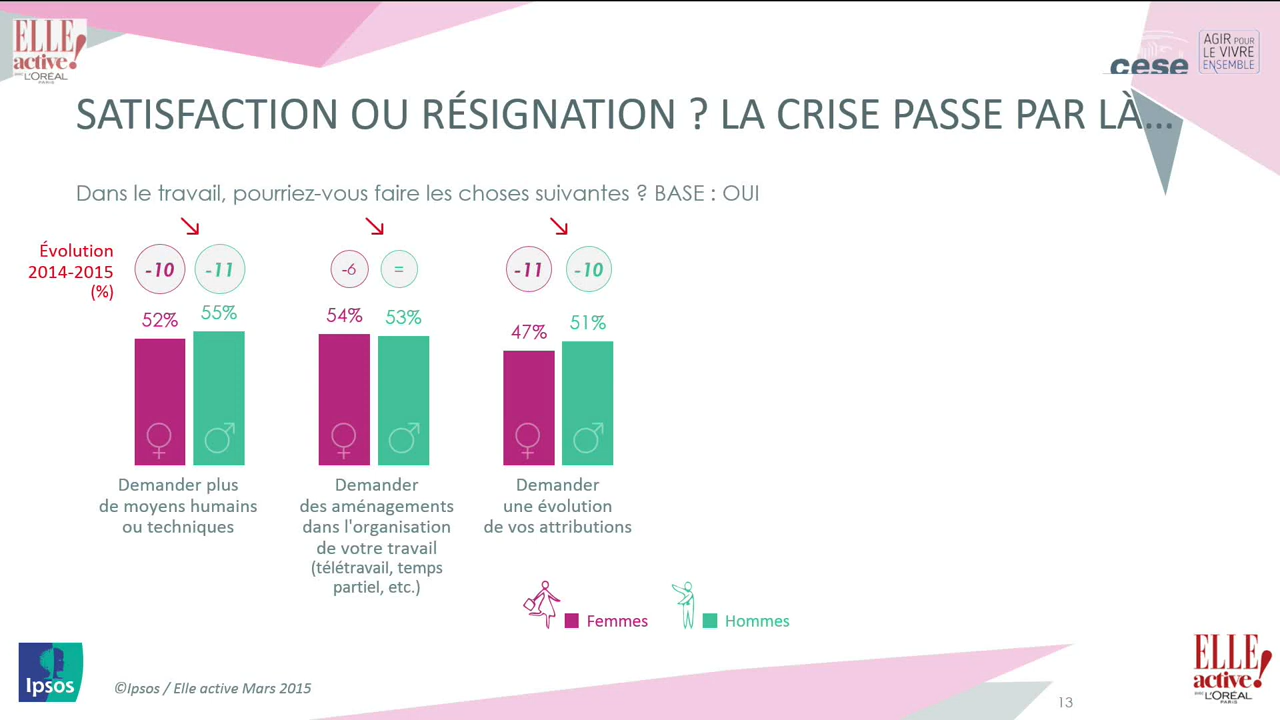 ELLE
active!
AVEC L'ORÉAL
PARIS
cese
AGIR POUR
LE VIVRE
ENSEMBLE
SATISFACTION OU RÉSIGNATION ? LA CRISE PASSE PAR LÀ...
Dans le travail, pourriez-vous faire les choses suivantes ? BASE : OUI
Évolution
2014-2015
(%)
-10 -11 -6 = -11 -10
52% 55% 54% 53% 47% 51%
Demander plus
de moyens humains
ou techniques
Demander
des aménagements
dans l'organisation
de votre travail
(télétravail, temps
partiel, etc.)
Demander
une évolution
de vos attributions
Femmes
Hommes
Ipsos
©Ipsos / Elle active Mars 2015
13
ELLE
active!
AVEC L'ORÉAL
PARIS